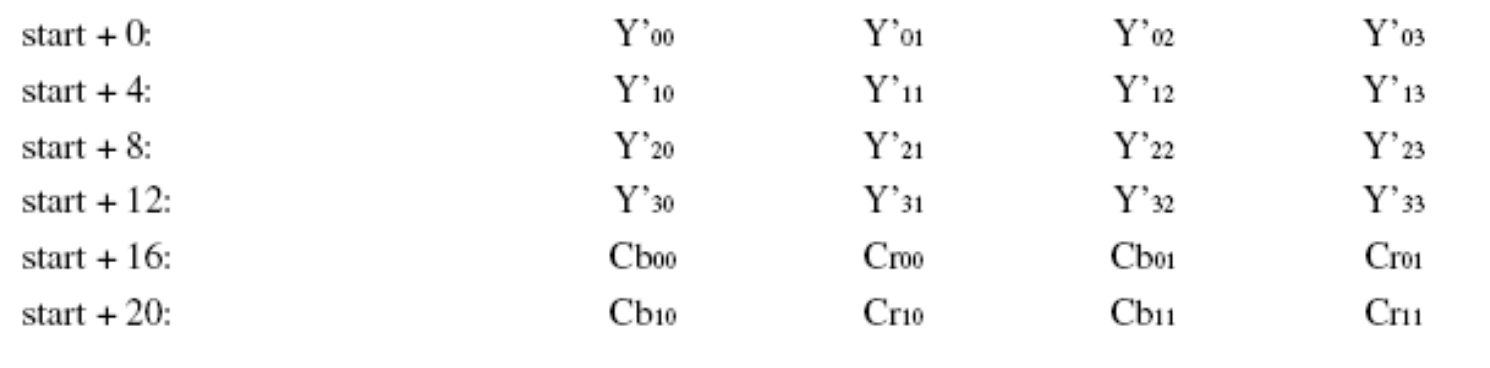 start + 0: Y’00 Y’01 Y’02 Y’03
start + 4: Y’10 Y’11 Y’12 Y’13
start + 8: Y’20 Y’21 Y’22 Y’23
start + 12: Y’30 Y’31 Y’32 Y’33
start + 16: Cb00 Cr00 Cb01 Cr01
start + 20: Cb10 Cr10 Cb11 Cr11